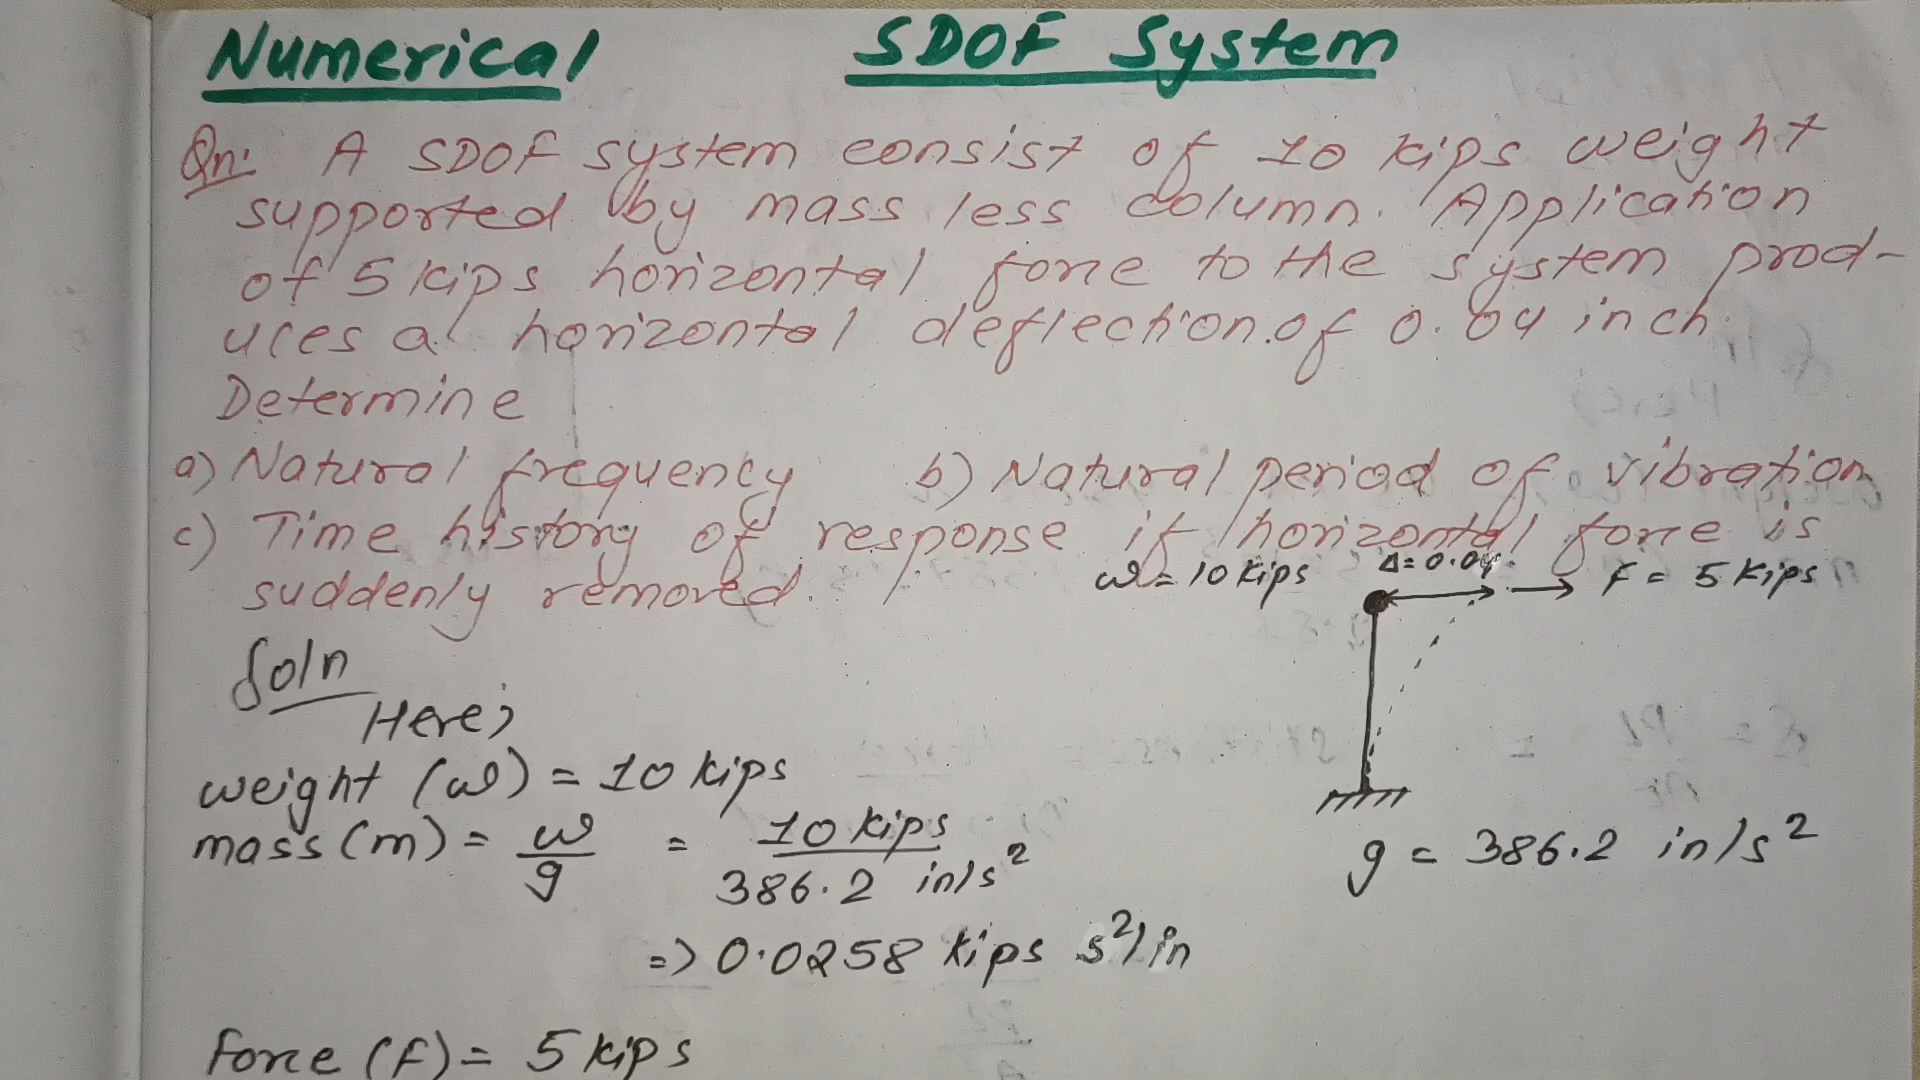 Numerical SDOF System
Qn: A SDOF system consist of 10 kips weight
supported by mass less column. Application
of 5 kips horizontal force to the system prod-
uces a horizontal deflection of 0.04 inch.
Determine
a) Natural frequency b) Natural period of vibration
c) Time history of response if horizontal force is
suddenly removed.
w = 10 kips Δ = 0.04 F = 5 kips
Soln
Here;
weight (w) = 10 kips
mass (m) = w/g = 10 kips / 386.2 in/s²
g = 386.2 in/s²
=> 0.0258 kips s²/in
Force (F) = 5 kips